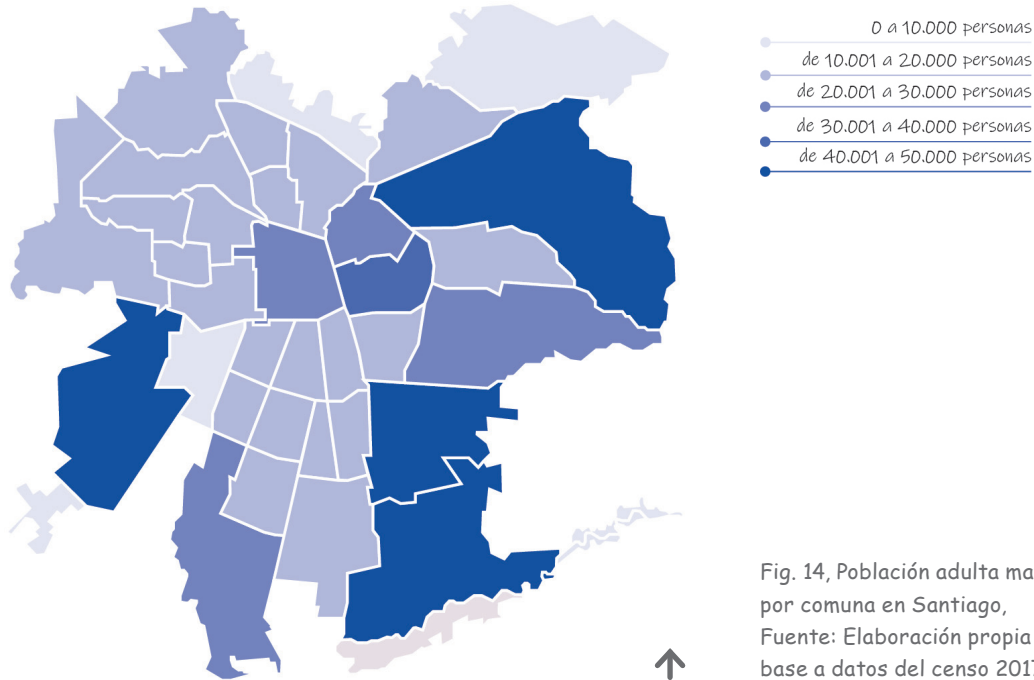 0 a 10.000 personas
de 10.001 a 20.000 personas
de 20.001 a 30.000 personas
de 30.001 a 40.000 personas
de 40.001 a 50.000 personas
Fig. 14, Población adulta ma
por comuna en Santiago,
Fuente: Elaboración propia
base a datos del censo